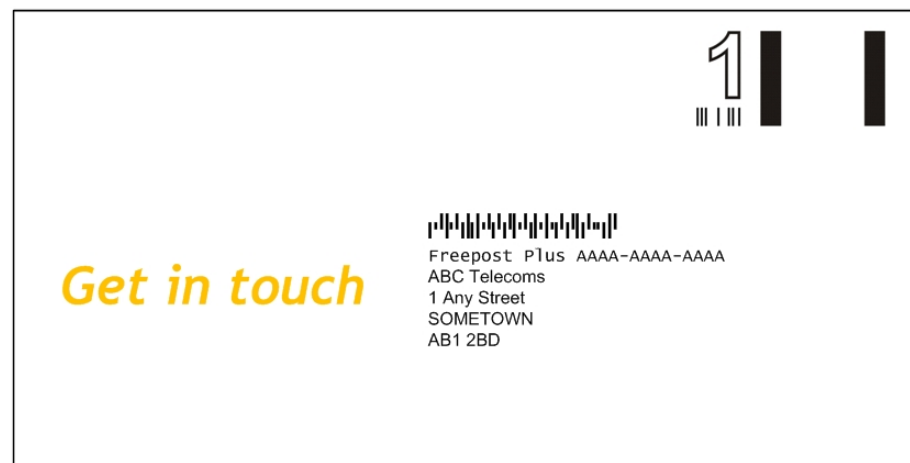 1
Get in touch
Freepost Plus AAAA-AAAA-AAAA
ABC Telecoms
1 Any Street
SOMETOWN
AB1 2BD